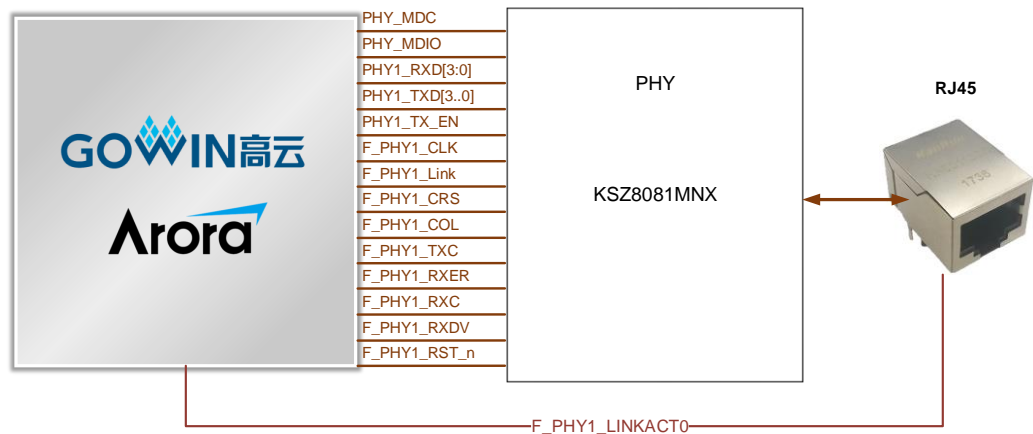 PHY_MDC
PHY_MDIO
PHY1_RXD[3:0]
PHY1_TXD[3..0]
PHY1_TX_EN
F_PHY1_CLK
F_PHY1_Link
F_PHY1_CRS
F_PHY1_COL
F_PHY1_TXC
F_PHY1_RXER
F_PHY1_RXC
F_PHY1_RXDV
F_PHY1_RST_n
GOWIN高云
Arora
PHY
KSZ8081MNX
RJ45
1736
F_PHY1_LINKACT0